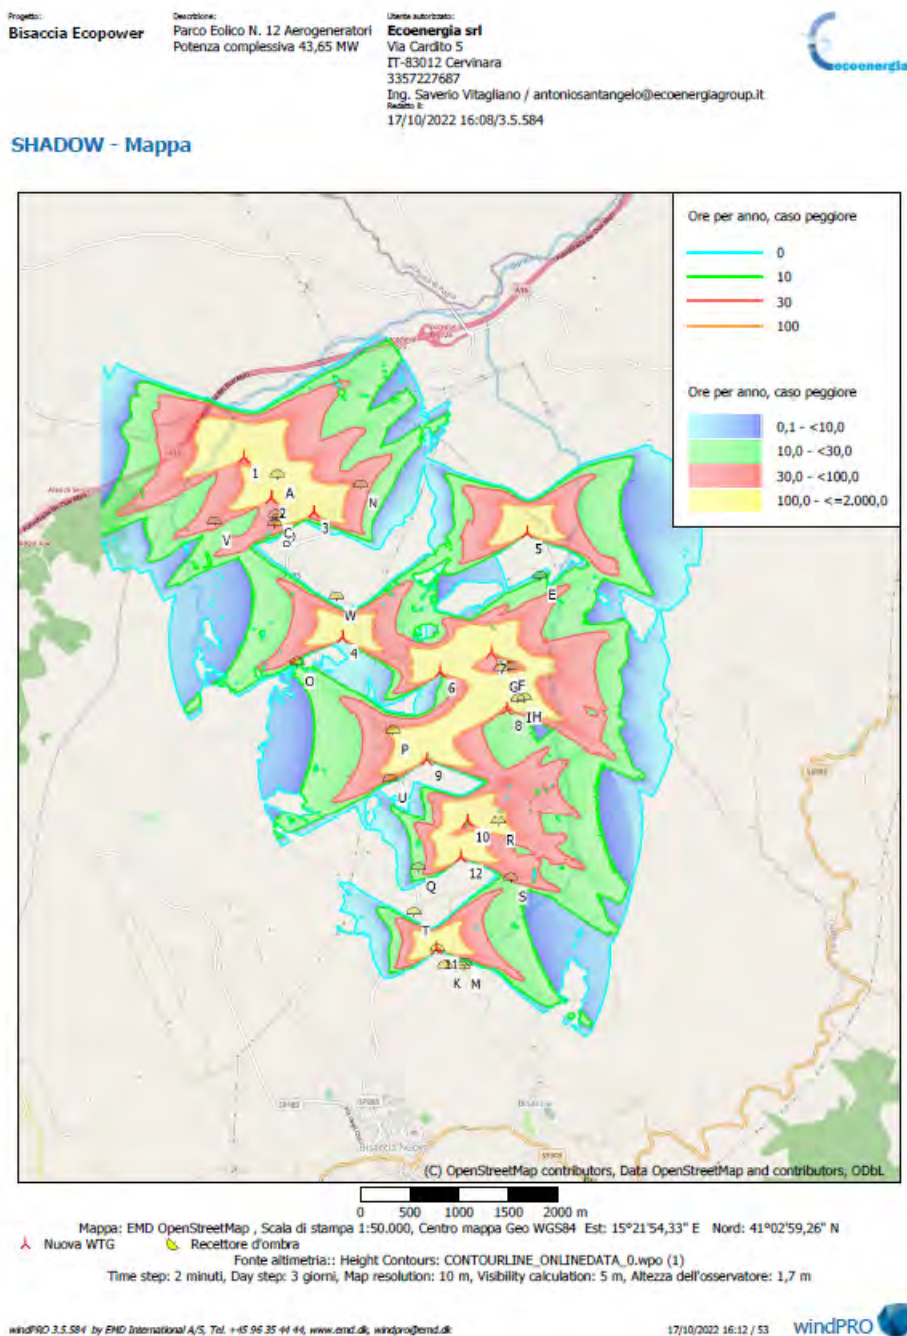 Progetto:
Bisaccia Ecopower
Descrizione:
Parco Eolico N. 12 Aerogeneratori
Potenza complessiva 43,65 MW
Utente autorizzato:
Ecoenergia srl
Via Cardito 5
IT-83012 Cervinara
3357227687
Ing. Saverio Vitagliano / antoniosantangelo@ecoenergiagroup.it
Redatto il:
17/10/2022 16:08/3.5.584
ecoenergia
SHADOW - Mappa
Ore per anno, caso peggiore
0
10
30
100
Ore per anno, caso peggiore
0,1 - <10,0
10,0 - <30,0
30,0 - <100,0
100,0 - <=2.000,0
A16
1
A
N
2
3
C
V
5
E
W
4
O
7
6
G
F
I
H
8
P
9
U
10
R
12
Q
S
T
11
K
M
Bisaccia
Bisaccia Nuova
(C) OpenStreetMap contributors, Data OpenStreetMap and contributors, ODbL
0 500 1000 1500 2000 m
Mappa: EMD OpenStreetMap , Scala di stampa 1:50.000, Centro mappa Geo WGS84 Est: 15°21'54,33" E Nord: 41°02'59,26" N
Nuova WTG Recettore d'ombra
Fonte altimetria:: Height Contours: CONTOURLINE_ONLINEDATA_0.wpo (1)
Time step: 2 minuti, Day step: 3 giorni, Map resolution: 10 m, Visibility calculation: 5 m, Altezza dell'osservatore: 1,7 m
windPRO 3.5.584 by EMD International A/S, Tel. +45 96 35 44 44, www.emd.dk, windpro@emd.dk
17/10/2022 16:12 / 53
windPRO